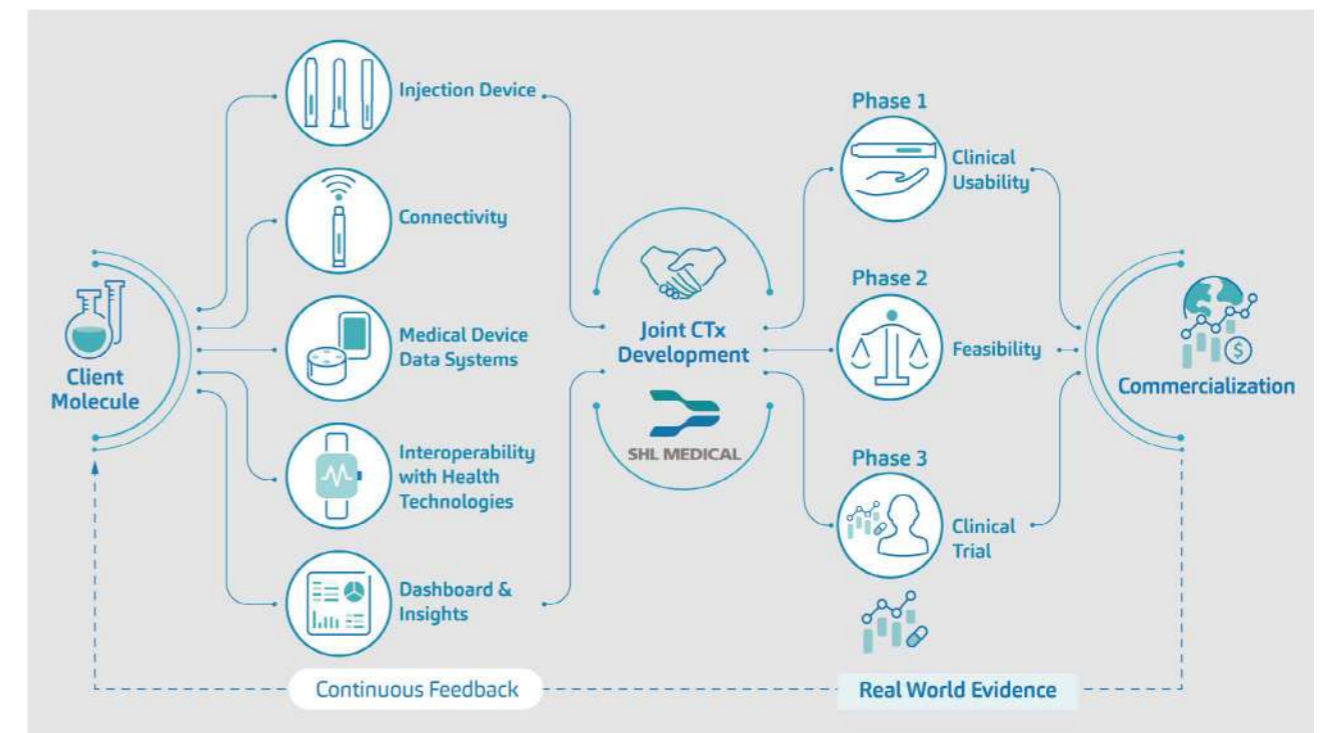 Client
Molecule
Injection Device
Connectivity
Medical Device
Data Systems
Interoperability
with Health
Technologies
Dashboard &
Insights
Joint CTx
Development
SHL MEDICAL
Phase 1
Clinical
Usability
Phase 2
Feasibility
Phase 3
Clinical
Trial
$
Commercialization
Continuous Feedback
Real World Evidence